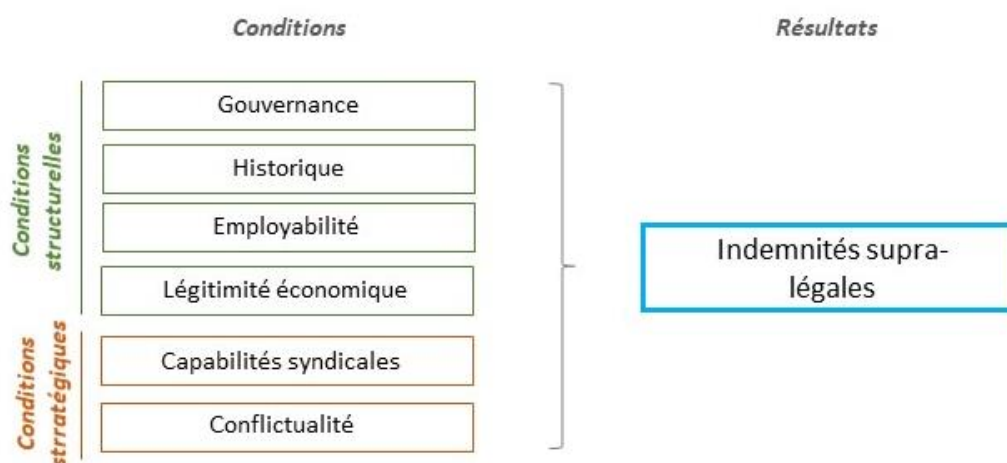 Conditions
Résultats
Conditions
structurelles
Gouvernance
Historique
Employabilité
Légitimité économique
Conditions
strratégiques
Capabilités syndicales
Conflictualité
Indemnités supra-
légales